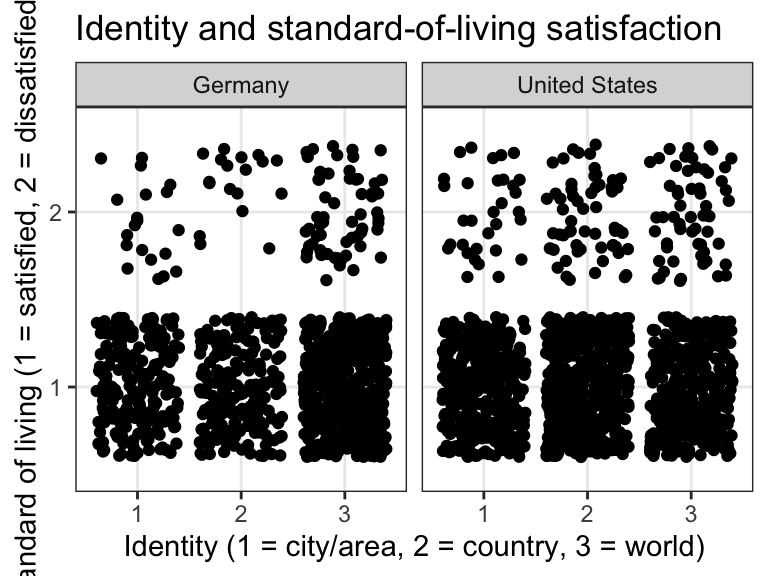 Identity and standard-of-living satisfaction
Germany
United States
2
1
1 2 3
1 2 3
Identity (1 = city/area, 2 = country, 3 = world)
of living (1 = satisfied, 2 = dissatisfied